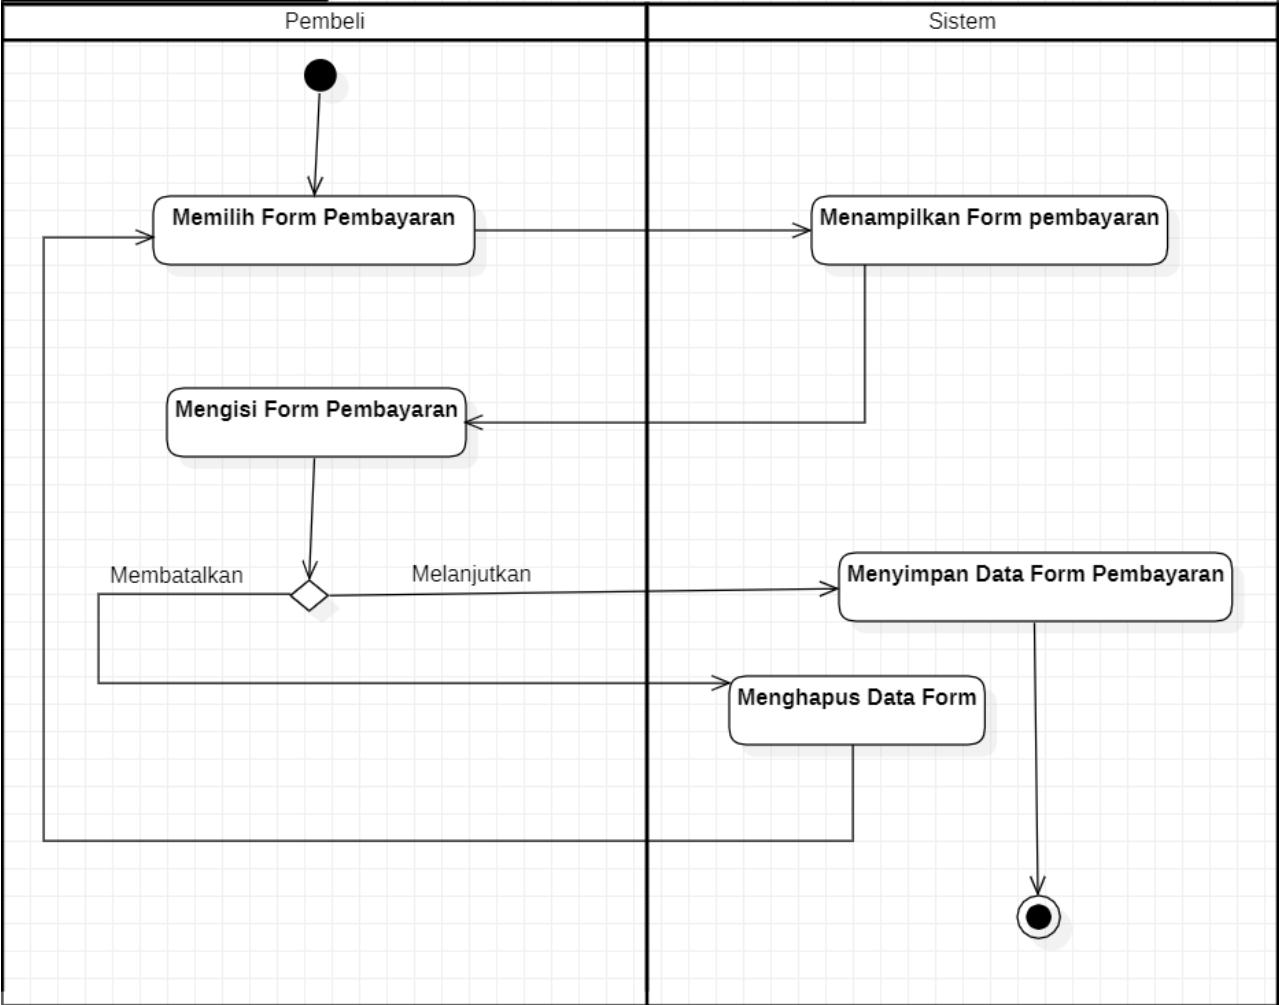 Pembeli
Sistem
Memilih Form Pembayaran
Menampilkan Form pembayaran
Mengisi Form Pembayaran
Membatalkan
Melanjutkan
Menyimpan Data Form Pembayaran
Menghapus Data Form